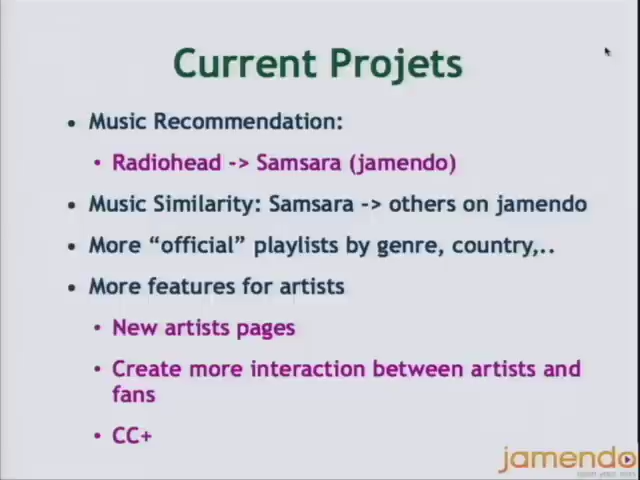 Current Projets
• Music Recommendation:
• Radiohead -> Samsara (jamendo)
• Music Similarity: Samsara -> others on jamendo
• More “official” playlists by genre, country,..
• More features for artists
• New artists pages
• Create more interaction between artists and
fans
• CC+
jamendo